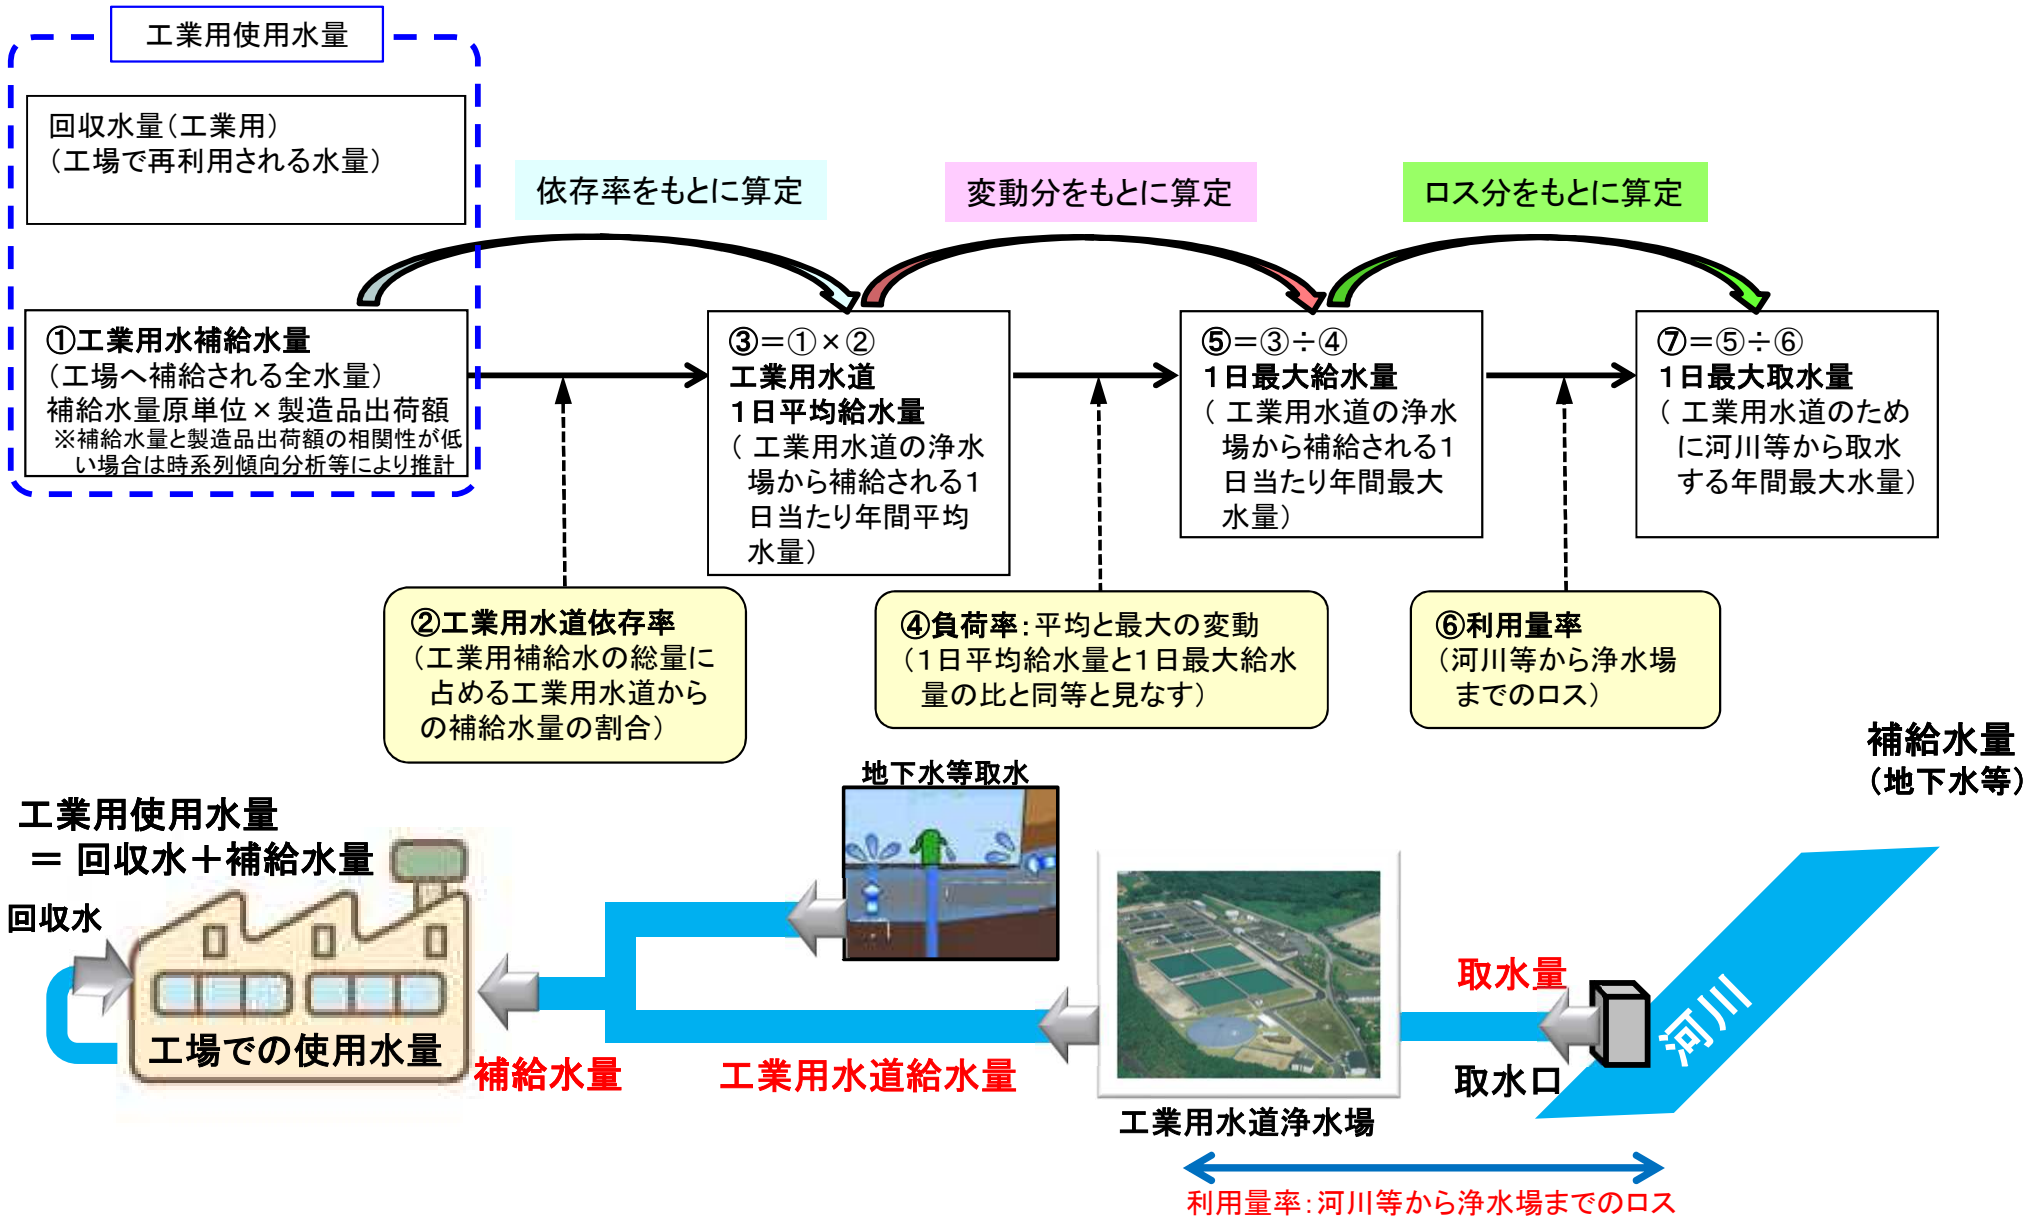 工業用使用水量
回収水量（工業用）
（工場で再利用される水量）
依存率をもとに算定
変動分をもとに算定
ロス分をもとに算定
①工業用水補給水量
（工場へ補給される全水量）
補給水量原単位×製造品出荷額
※補給水量と製造品出荷額の相関性が低
い場合は時系列傾向分析等により推計
③＝①×②
工業用水道
１日平均給水量
（ 工業用水道の浄水
場から補給される１
日当たり年間平均
水量）
⑤＝③÷④
１日最大給水量
（ 工業用水道の浄水
場から補給される１
日当たり年間最大
水量）
⑦＝⑤÷⑥
１日最大取水量
（ 工業用水道のため
に河川等から取水
する年間最大水量）
②工業用水道依存率
（工業用補給水の総量に
占める工業用水道から
の補給水量の割合）
④負荷率：平均と最大の変動
（１日平均給水量と１日最大給水
量の比と同等と見なす）
⑥利用量率
（河川等から浄水場
までのロス）
補給水量
（地下水等）
地下水等取水
工業用使用水量
＝ 回収水＋補給水量
回収水
工場での使用水量
補給水量
工業用水道給水量
工業用水道浄水場
取水量
取水口
河川
利用量率：河川等から浄水場までのロス